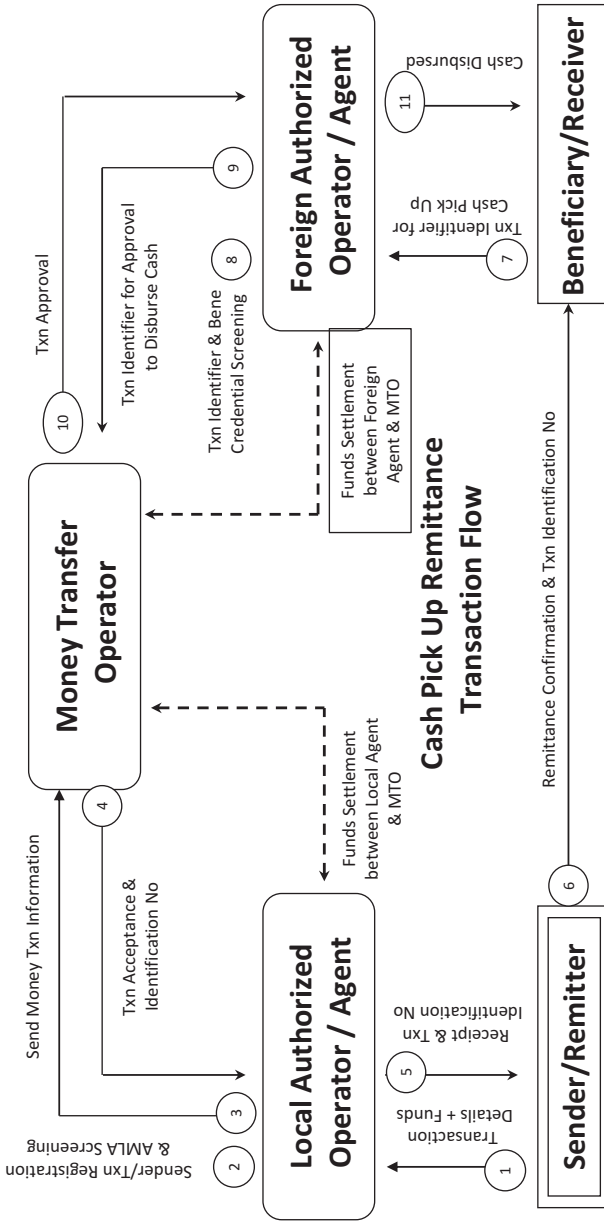 Send Money Txn Information
4
Txn Acceptance &
Identification No
Sender/Txn Registration
& AMLA Screening
2
3
Local Authorized
Operator / Agent
Transaction
Details + Funds
1
Receipt & Txn
Identification No
5
Sender/Remitter
6
Remittance Confirmation & Txn Identification No
Money Transfer
Operator
Funds Settlement
between Local Agent
& MTO
Cash Pick Up Remittance
Transaction Flow
Funds Settlement
between Foreign
Agent & MTO
10
Txn Approval
Txn Identifier for Approval
to Disburse Cash
Txn Identifier & Bene
Credential Screening
8
9
Foreign Authorized
Operator / Agent
Txn Identifier for
Cash Pick Up
7
11
Cash Disbursed
Beneficiary/Receiver